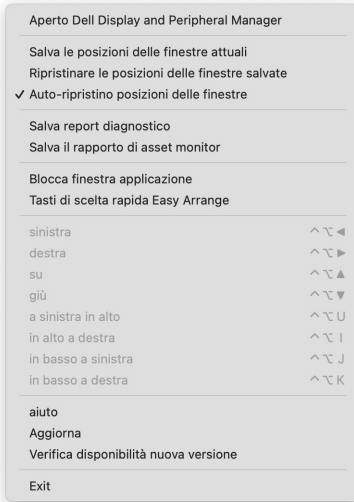 Aperto Dell Display and Peripheral Manager
Salva le posizioni delle finestre attuali
Ripristinare le posizioni delle finestre salvate
✓ Auto-ripristino posizioni delle finestre
Salva report diagnostico
Salva il rapporto di asset monitor
Blocca finestra applicazione
Tasti di scelta rapida Easy Arrange
sinistra ^⌥◀
destra ^⌥▶
su ^⌥▲
giù ^⌥▼
a sinistra in alto ^⌥U
in alto a destra ^⌥I
in basso a sinistra ^⌥J
in basso a destra ^⌥K
aiuto
Aggiorna
Verifica disponibilità nuova versione
Exit